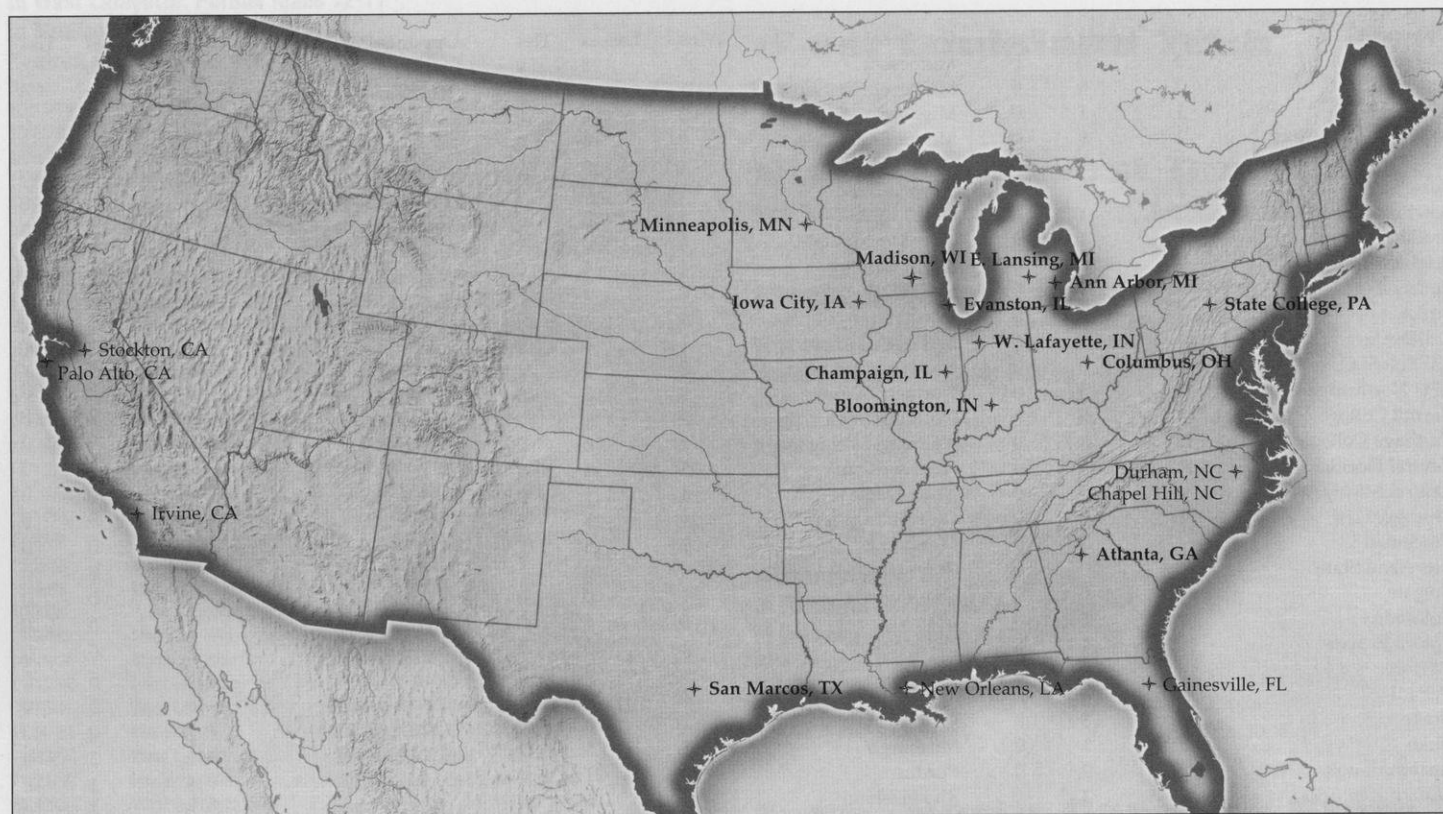 Minneapolis, MN
Madison, WI
E. Lansing, MI
Ann Arbor, MI
Iowa City, IA
Evanston, IL
State College, PA
W. Lafayette, IN
Stockton, CA
Palo Alto, CA
Champaign, IL
Columbus, OH
Bloomington, IN
Durham, NC
Chapel Hill, NC
Irvine, CA
Atlanta, GA
San Marcos, TX
New Orleans, LA
Gainesville, FL